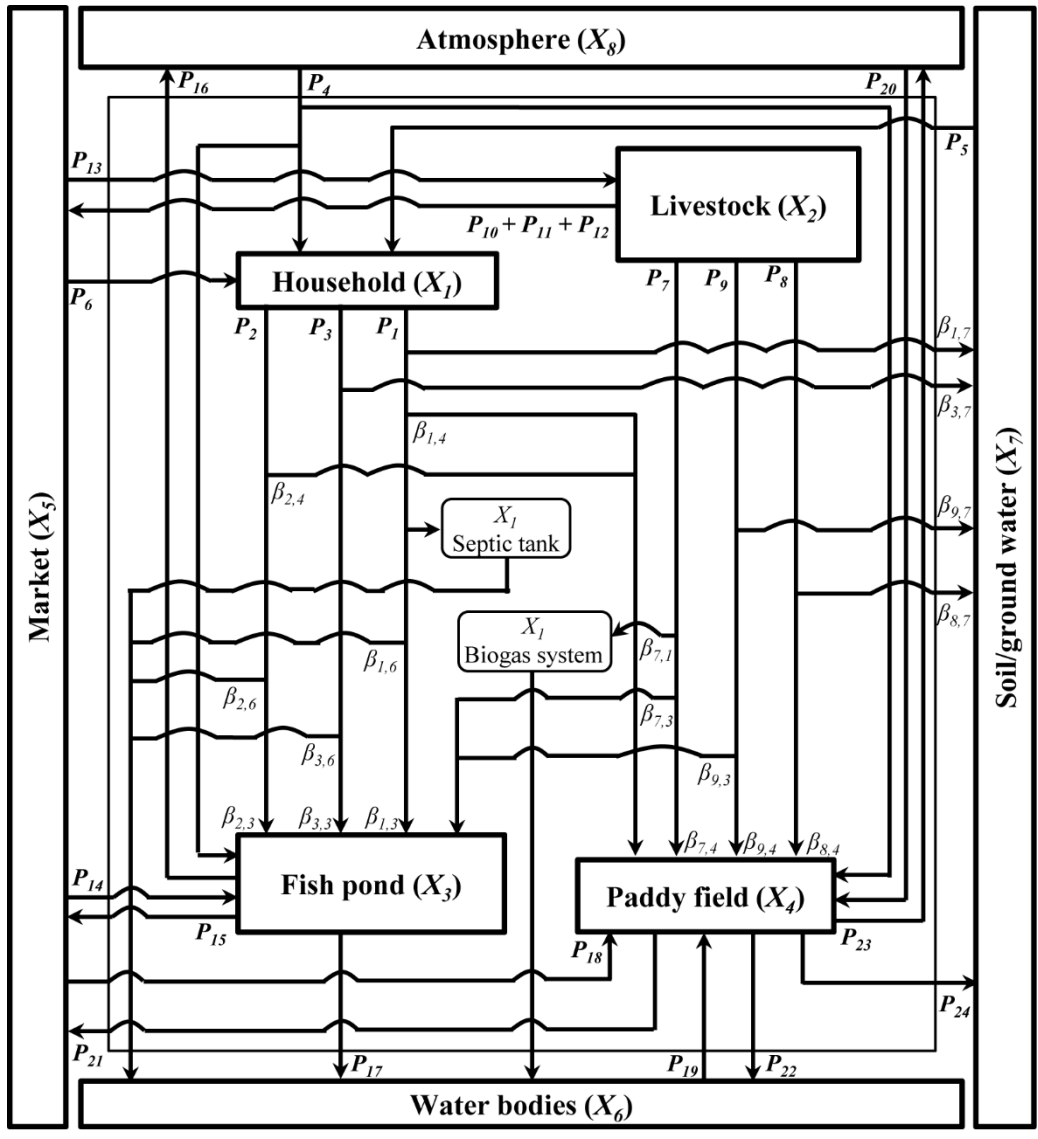 Atmosphere (X8)
P16
P4
P20
P13
P5
Livestock (X2)
P10 + P11 + P12
Household (X1)
P7
P9
P8
P6
P2
P3
P1
β1,7
β3,7
β1,4
β2,4
X1
Septic tank
β9,7
β8,7
X1
Biogas system
β7,1
β1,6
β2,6
β7,3
β3,6
β9,3
β2,3
β3,3
β1,3
β7,4
β9,4
β8,4
P14
Fish pond (X3)
Paddy field (X4)
P15
P18
P23
P24
P21
P17
P19
P22
Water bodies (X6)
Market (X5)
Soil/ground water (X7)